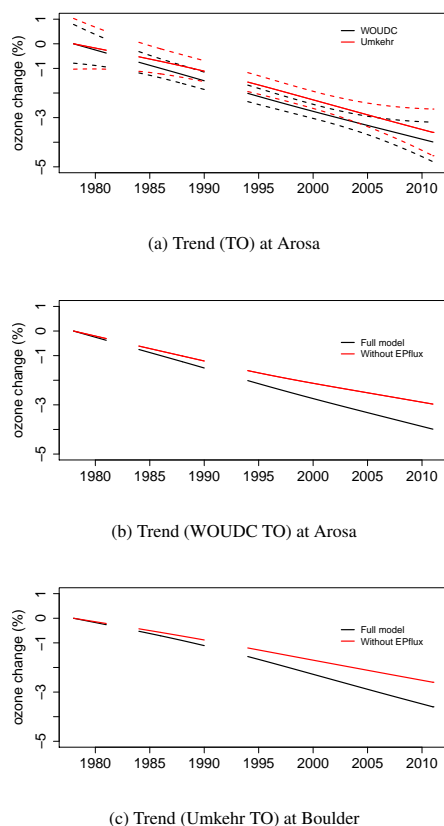 1
0
−1
−3
−5
ozone change (%)
WOUDC
Umkehr
1980 1985 1990 1995 2000 2005 2010
(a) Trend (TO) at Arosa
1
0
−1
−3
−5
ozone change (%)
Full model
Without EPflux
1980 1985 1990 1995 2000 2005 2010
(b) Trend (WOUDC TO) at Arosa
1
0
−1
−3
−5
ozone change (%)
Full model
Without EPflux
1980 1985 1990 1995 2000 2005 2010
(c) Trend (Umkehr TO) at Boulder